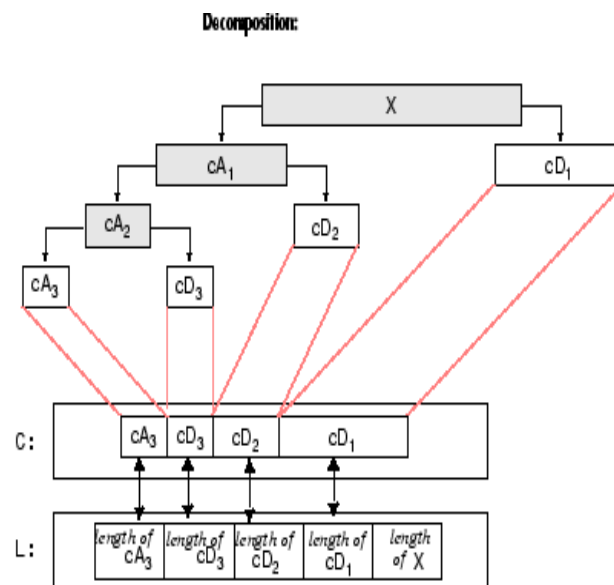 Decomposition:
X
cA₁ cD₁
cA₂ cD₂
cA₃ cD₃
C: cA₃ cD₃ cD₂ cD₁
L: length of cA₃ length of cD₃ length of cD₂ length of cD₁ length of X